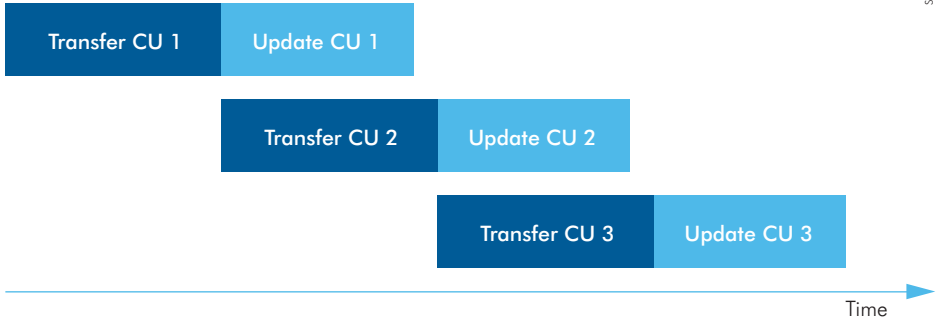 Transfer CU 1 Update CU 1
Transfer CU 2 Update CU 2
Transfer CU 3 Update CU 3
Time